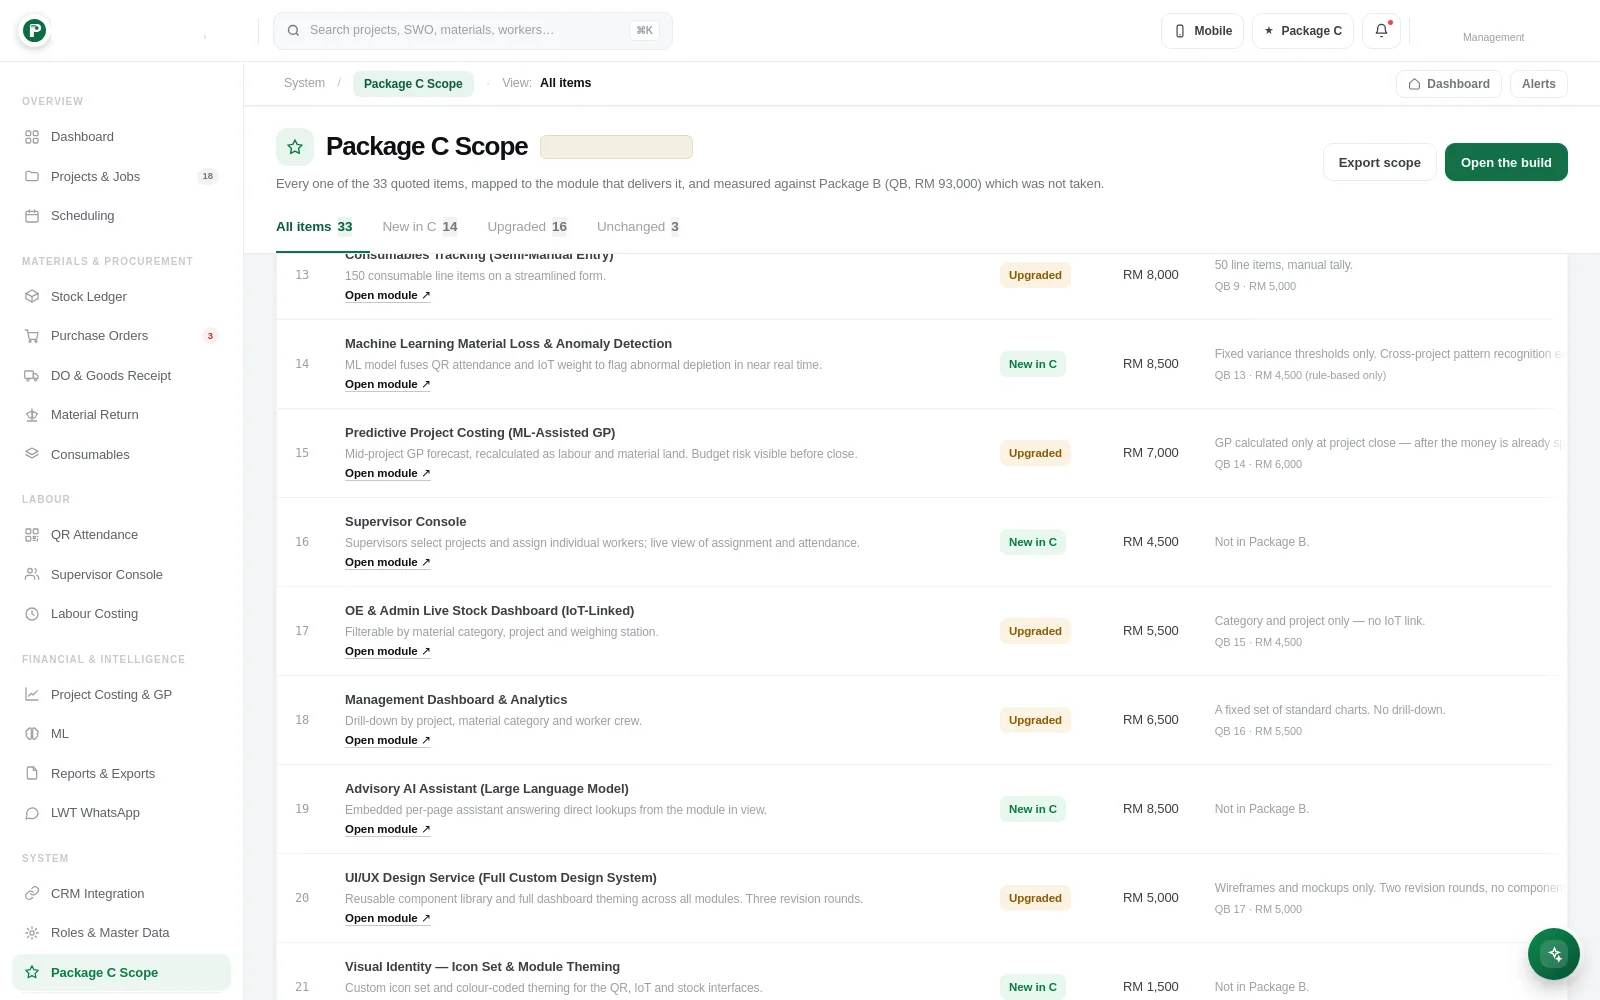 P
Search projects, SWO, materials, workers…
⌘K
Mobile
★ Package C
Management
System / Package C Scope · View: All items
Dashboard
Alerts
OVERVIEW
Dashboard
Projects & Jobs 18
Scheduling
MATERIALS & PROCUREMENT
Stock Ledger
Purchase Orders 3
DO & Goods Receipt
Material Return
Consumables
LABOUR
QR Attendance
Supervisor Console
Labour Costing
FINANCIAL & INTELLIGENCE
Project Costing & GP
ML
Reports & Exports
LWT WhatsApp
SYSTEM
CRM Integration
Roles & Master Data
Package C Scope
Package C Scope
Every one of the 33 quoted items, mapped to the module that delivers it, and measured against Package B (QB, RM 93,000) which was not taken.
Export scope
Open the build
All items 33 New in C 14 Upgraded 16 Unchanged 3
13
Consumables Tracking (Semi-Manual Entry)
150 consumable line items on a streamlined form.
Open module ↗
Upgraded
RM 8,000
50 line items, manual tally.
QB 9 · RM 5,000
14
Machine Learning Material Loss & Anomaly Detection
ML model fuses QR attendance and IoT weight to flag abnormal depletion in near real time.
Open module ↗
New in C
RM 8,500
Fixed variance thresholds only. Cross-project pattern recognition
QB 13 · RM 4,500 (rule-based only)
15
Predictive Project Costing (ML-Assisted GP)
Mid-project GP forecast, recalculated as labour and material land. Budget risk visible before close.
Open module ↗
Upgraded
RM 7,000
GP calculated only at project close — after the money is already
QB 14 · RM 6,000
16
Supervisor Console
Supervisors select projects and assign individual workers; live view of assignment and attendance.
Open module ↗
New in C
RM 4,500
Not in Package B.
17
OE & Admin Live Stock Dashboard (IoT-Linked)
Filterable by material category, project and weighing station.
Open module ↗
Upgraded
RM 5,500
Category and project only — no IoT link.
QB 15 · RM 4,500
18
Management Dashboard & Analytics
Drill-down by project, material category and worker crew.
Open module ↗
Upgraded
RM 6,500
A fixed set of standard charts. No drill-down.
QB 16 · RM 5,500
19
Advisory AI Assistant (Large Language Model)
Embedded per-page assistant answering direct lookups from the module in view.
Open module ↗
New in C
RM 8,500
Not in Package B.
20
UI/UX Design Service (Full Custom Design System)
Reusable component library and full dashboard theming across all modules. Three revision rounds.
Open module ↗
Upgraded
RM 5,000
Wireframes and mockups only. Two revision rounds, no component
QB 17 · RM 5,000
21
Visual Identity — Icon Set & Module Theming
Custom icon set and colour-coded theming for the QR, IoT and stock interfaces.
New in C
RM 1,500
Not in Package B.